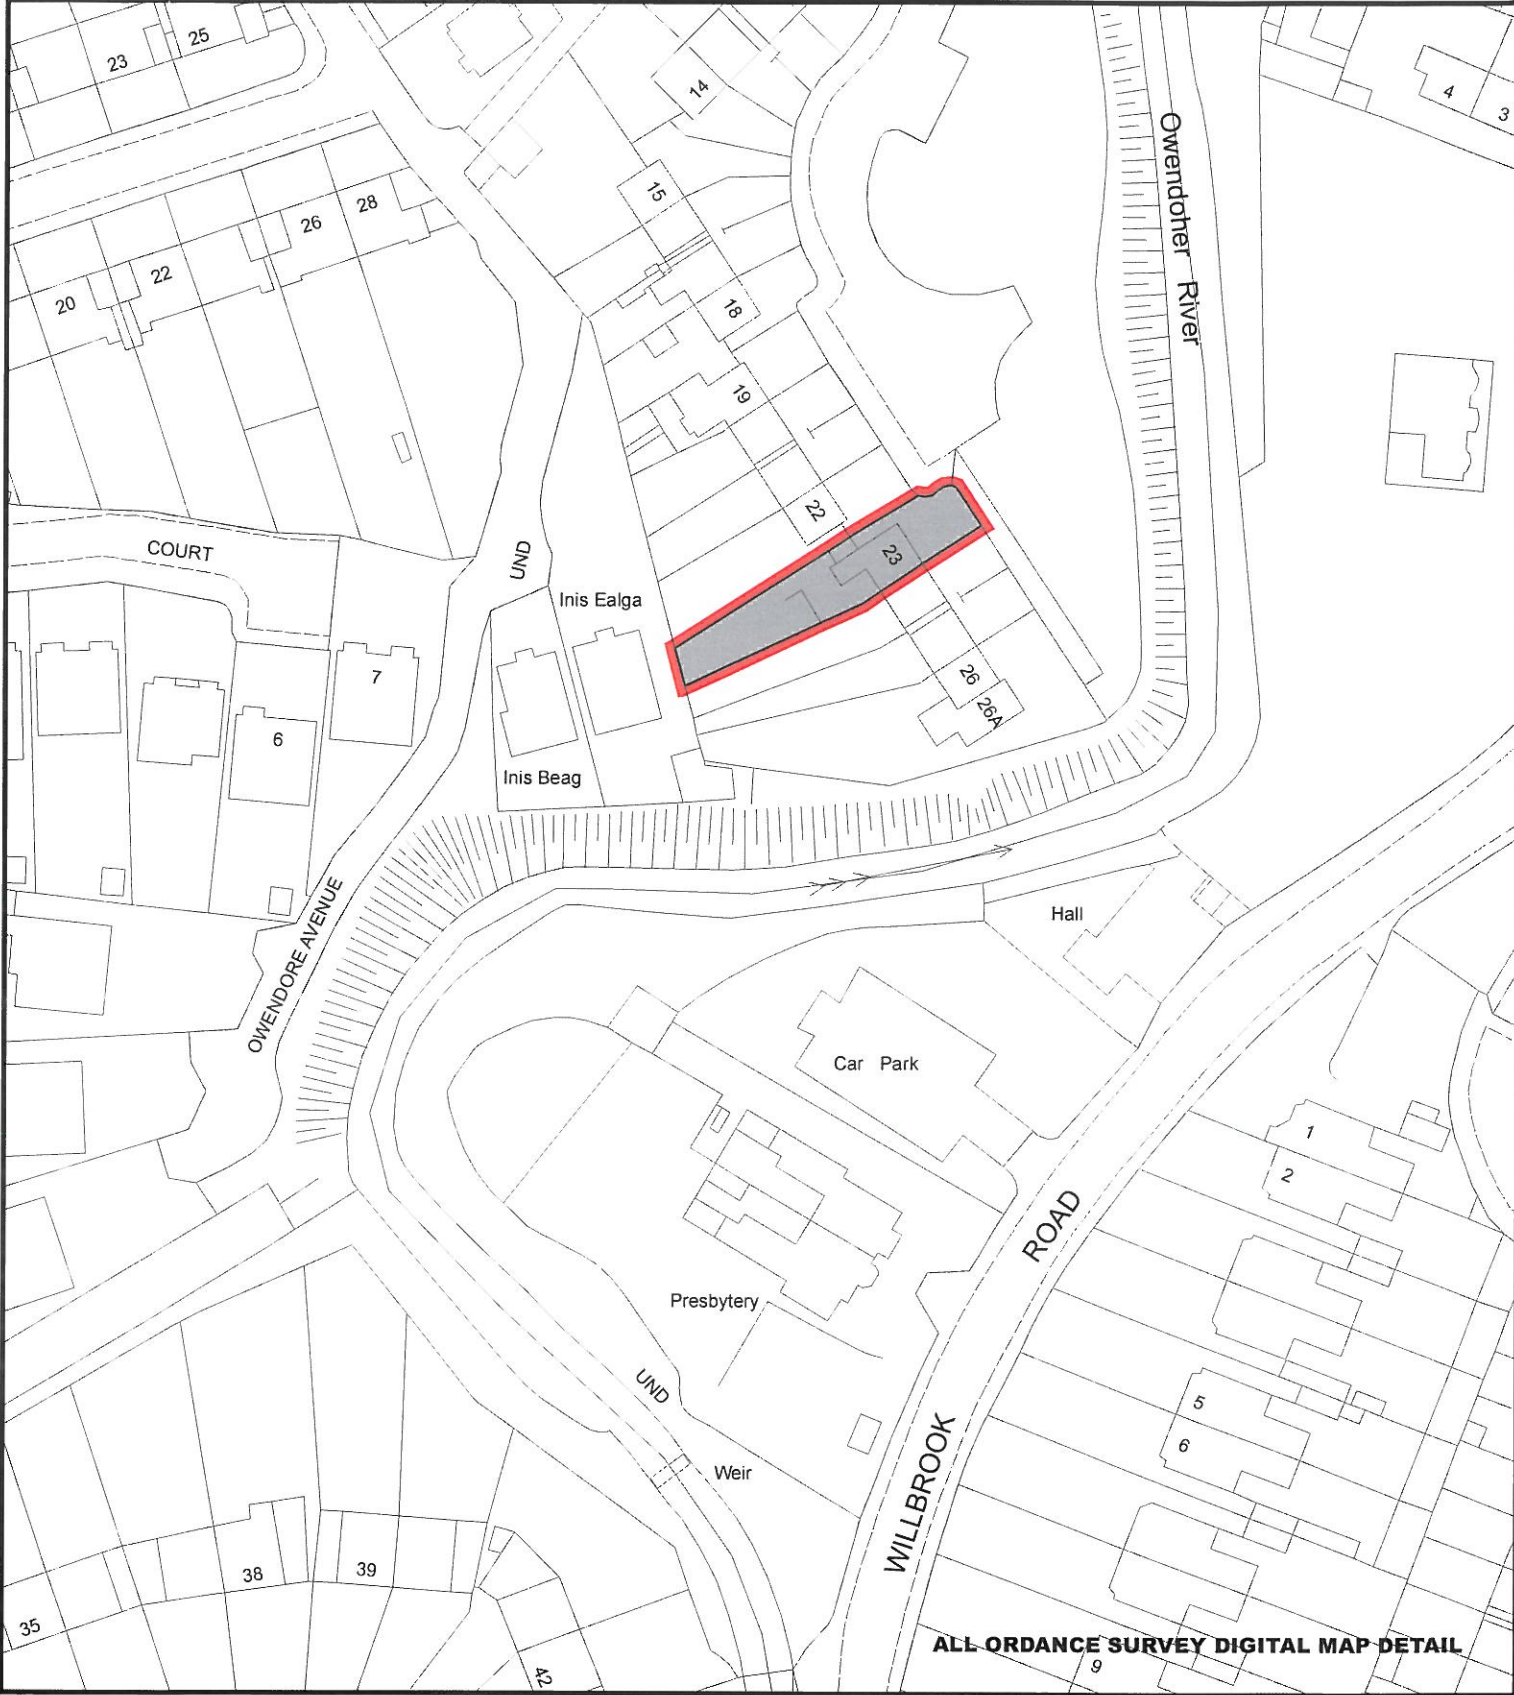 25
23
14
4
3
Owendoher River
15
28
26
22
20
18
19
22
COURT
UND
23
Inis Ealga
7
26
26A
6
Inis Beag
OWENDORE AVENUE
Hall
Car Park
1
2
ROAD
Presbytery
UND
5
6
WILLBROOK
Weir
38
39
35
42
9
ALL ORDANCE SURVEY DIGITAL MAP DETAIL